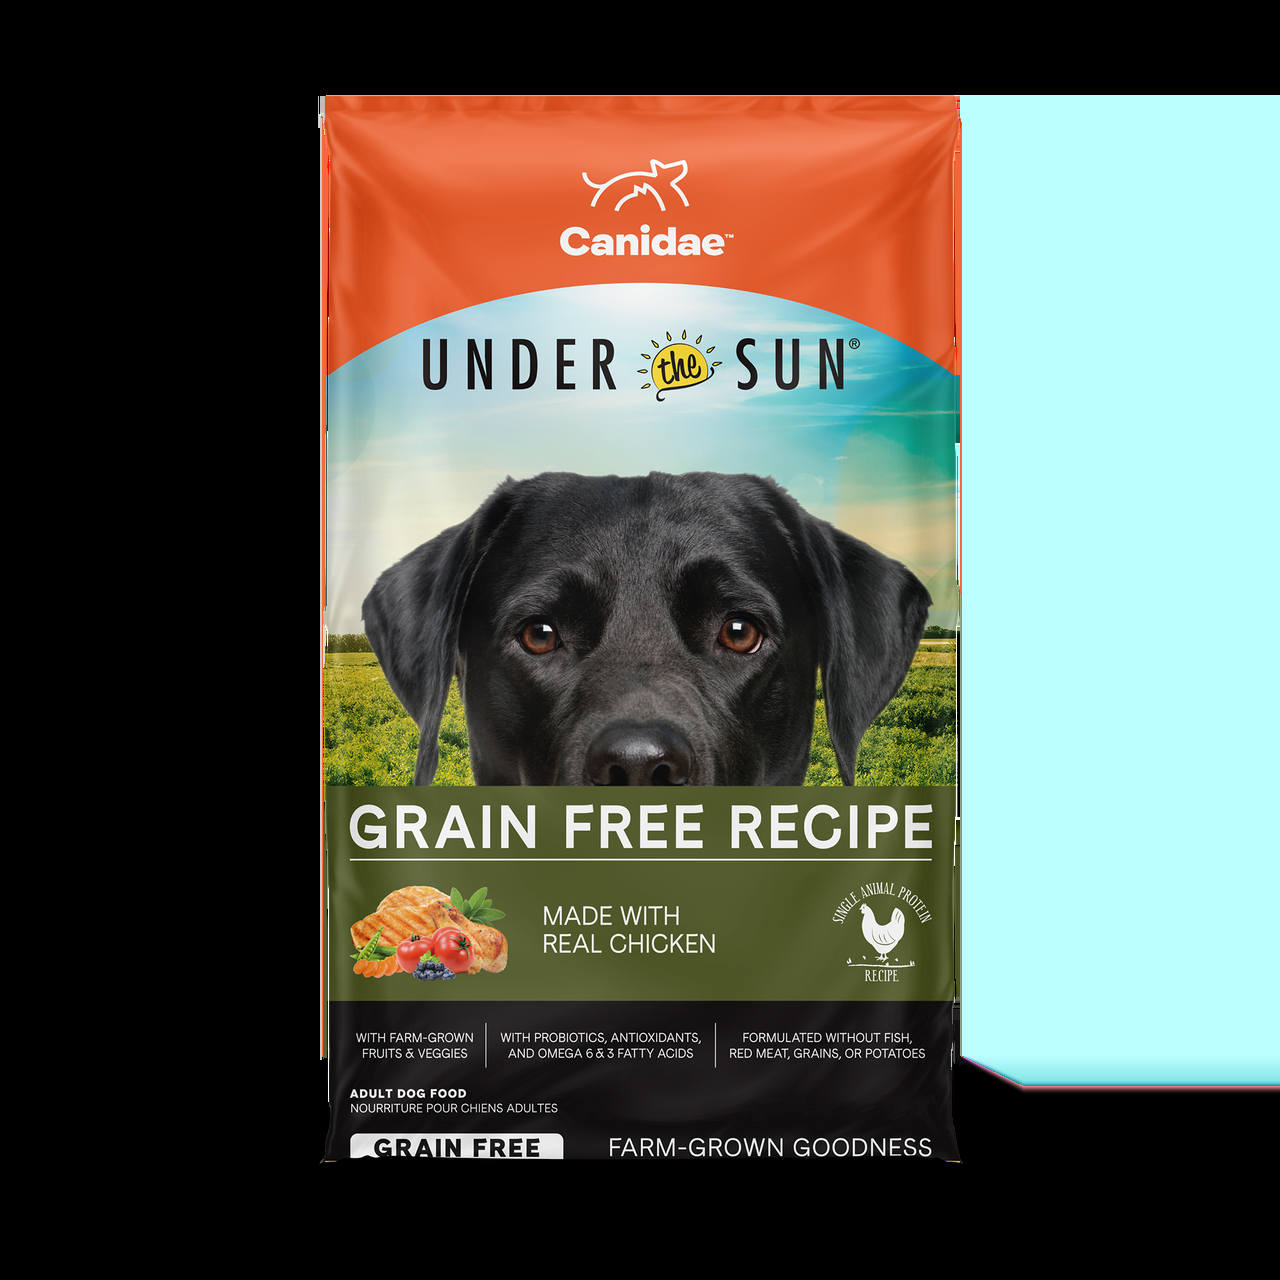 Canidae™
UNDER the SUN®
GRAIN FREE RECIPE
MADE WITH
REAL CHICKEN
SINGLE ANIMAL PROTEIN
RECIPE
WITH FARM-GROWN
FRUITS & VEGGIES
WITH PROBIOTICS, ANTIOXIDANTS,
AND OMEGA 6 & 3 FATTY ACIDS
FORMULATED WITHOUT FISH,
RED MEAT, GRAINS, OR POTATOES
ADULT DOG FOOD
NOURRITURE POUR CHIENS ADULTES
GRAIN FREE
FARM-GROWN GOODNESS